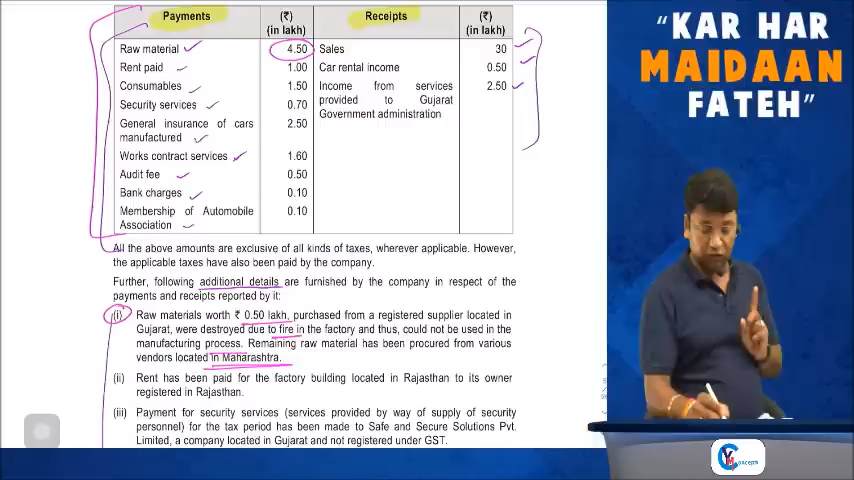 Payments (₹) Receipts (₹)
(in lakh) (in lakh)
Raw material 4.50 Sales 30
Rent paid 1.00 Car rental income 0.50
Consumables 1.50 Income from services 2.50
Security services 0.70 provided to Gujarat
Government administration
General insurance of cars 2.50
manufactured
Works contract services 1.60
Audit fee 0.50
Bank charges 0.10
Membership of Automobile 0.10
Association
All the above amounts are exclusive of all kinds of taxes, wherever applicable. However,
the applicable taxes have also been paid by the company.
Further, following additional details are furnished by the company in respect of the
payments and receipts reported by it:
(i) Raw materials worth ₹ 0.50 lakh, purchased from a registered supplier located in
Gujarat, were destroyed due to fire in the factory and thus, could not be used in the
manufacturing process. Remaining raw material has been procured from various
vendors located in Maharashtra.
(ii) Rent has been paid for the factory building located in Rajasthan to its owner
registered in Rajasthan.
(iii) Payment for security services (services provided by way of supply of security
personnel) for the tax period has been made to Safe and Secure Solutions Pvt.
Limited, a company located in Gujarat and not registered under GST.
"KAR HAR
MAIDAAN
FATEH"